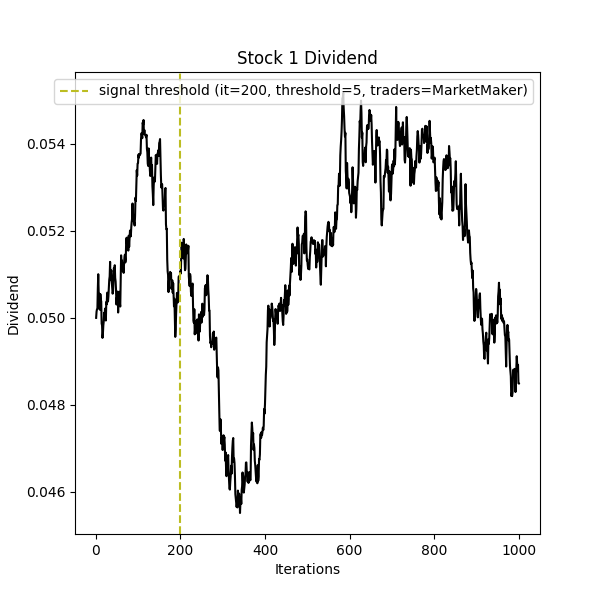 Stock 1 Dividend
signal threshold (it=200, threshold=5, traders=MarketMaker)
0.054
0.052
0.050
0.048
0.046
Dividend
0 200 400 600 800 1000
Iterations